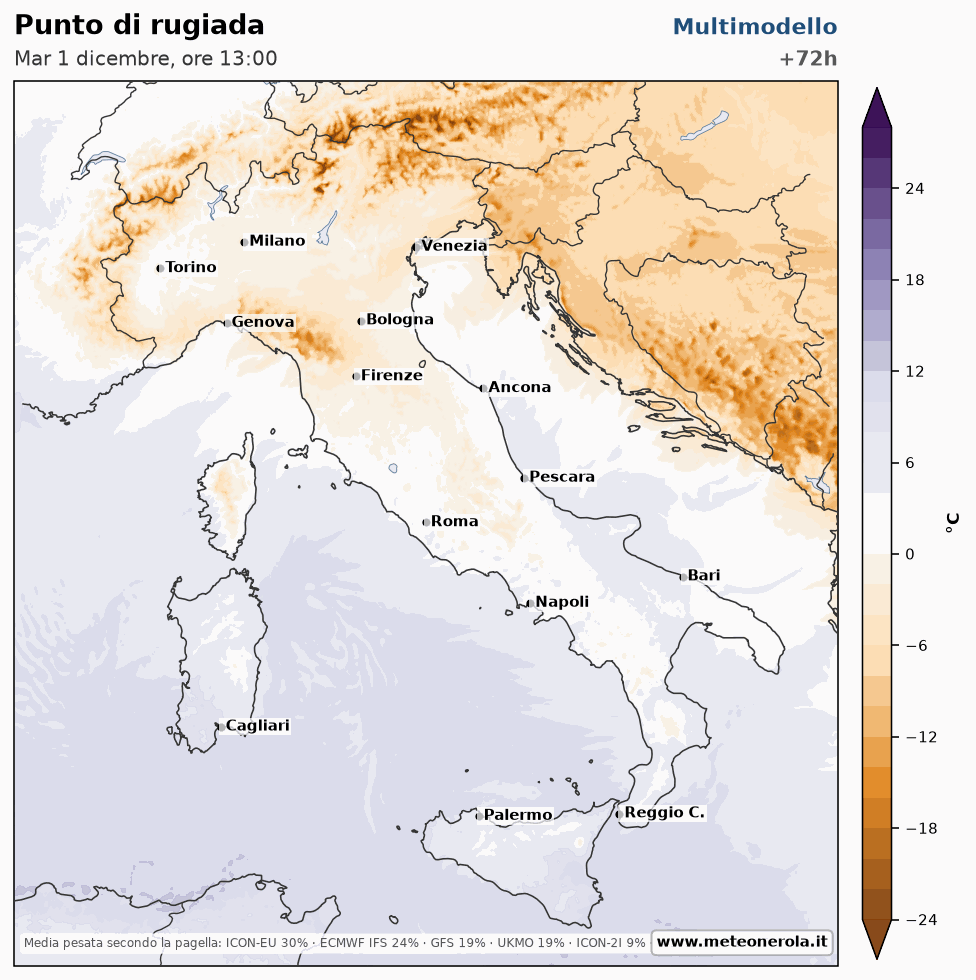 Punto di rugiada
Multimodello
Mar 1 dicembre, ore 13:00
+72h
24
18
12
6
0
−6
−12
−18
−24
°C
Milano
Venezia
Torino
Genova
Bologna
Firenze
Ancona
Pescara
Roma
Bari
Napoli
Cagliari
Palermo
Reggio C.
Media pesata secondo la pagella: ICON-EU 30% · ECMWF IFS 24% · GFS 19% · UKMO 19% · ICON-2I 9%
www.meteonerola.it